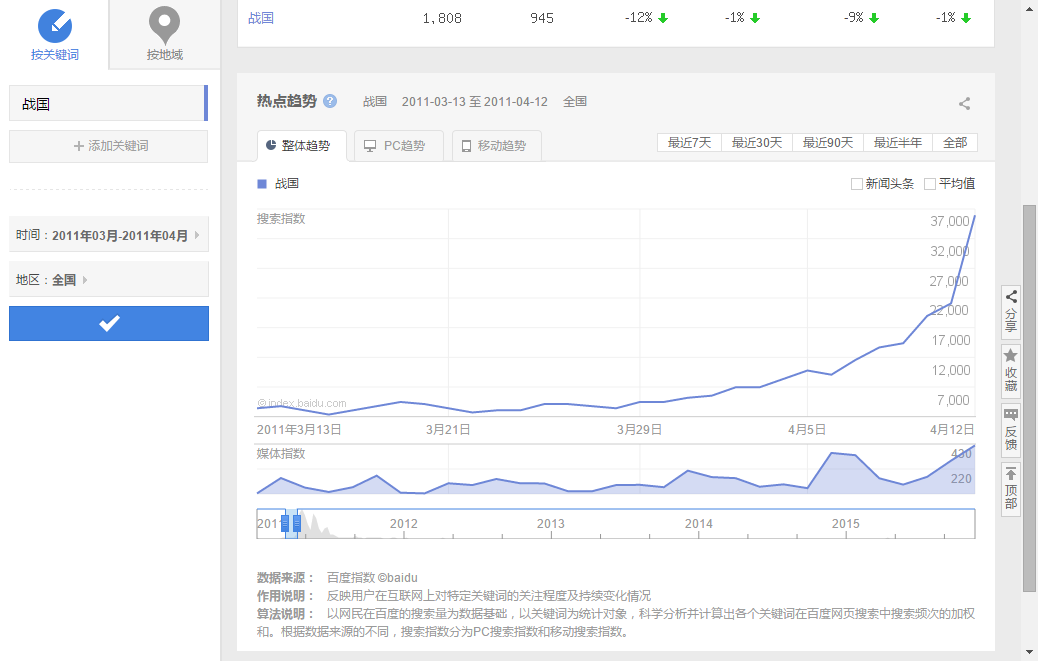 按关键词
按地域
战国
+ 添加关键词
时间：2011年03月-2011年04月
地区：全国
战国 1,808 945 -12% -1% -9% -1%
热点趋势 ? 战国 2011-03-13 至 2011-04-12 全国
整体趋势 PC趋势 移动趋势 最近7天 最近30天 最近90天 最近半年 全部
战国 新闻头条 平均值
搜索指数
37,000
32,000
27,000
22,000
17,000
12,000
7,000
©index.baidu.com
2011年3月13日 3月21日 3月29日 4月5日 4月12日
媒体指数
430
220
2011 2012 2013 2014 2015
数据来源： 百度指数 ©baidu
作用说明： 反映用户在互联网上对特定关键词的关注程度及持续变化情况
算法说明： 以网民在百度的搜索量为数据基础，以关键词为统计对象，科学分析并计算出各个关键词在百度网页搜索中搜索频次的加权
和。根据数据来源的不同，搜索指数分为PC搜索指数和移动搜索指数。
分享
收藏
反馈
顶部